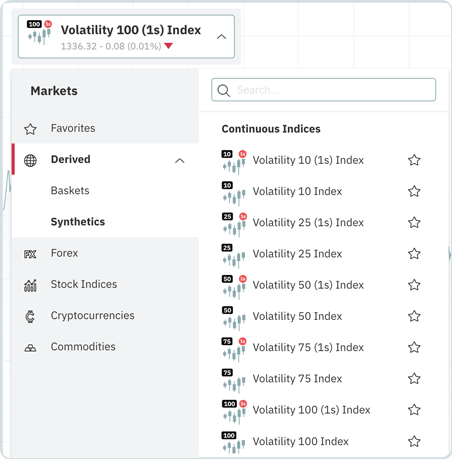 100 1s Volatility 100 (1s) Index
1336.32 - 0.08 (0.01%)
Markets
Favorites
Derived
Baskets
Synthetics
Forex
Stock Indices
Cryptocurrencies
Commodities
Search...
Continuous Indices
10 1s Volatility 10 (1s) Index
10 Volatility 10 Index
25 1s Volatility 25 (1s) Index
25 Volatility 25 Index
50 1s Volatility 50 (1s) Index
50 Volatility 50 Index
75 1s Volatility 75 (1s) Index
75 Volatility 75 Index
100 1s Volatility 100 (1s) Index
100 Volatility 100 Index